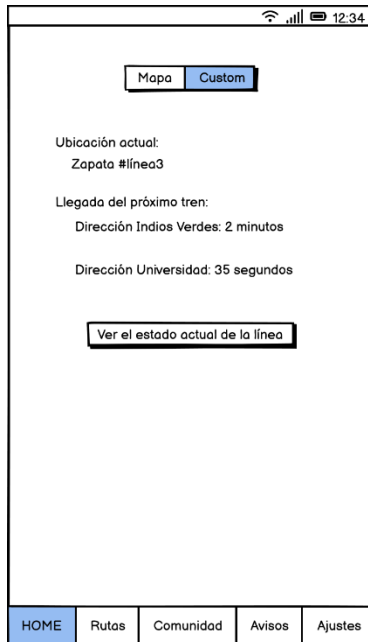 12:34
Mapa Custom
Ubicación actual:
Zapata #línea3
Llegada del próximo tren:
Dirección Indios Verdes: 2 minutos
Dirección Universidad: 35 segundos
Ver el estado actual de la línea
HOME Rutas Comunidad Avisos Ajustes